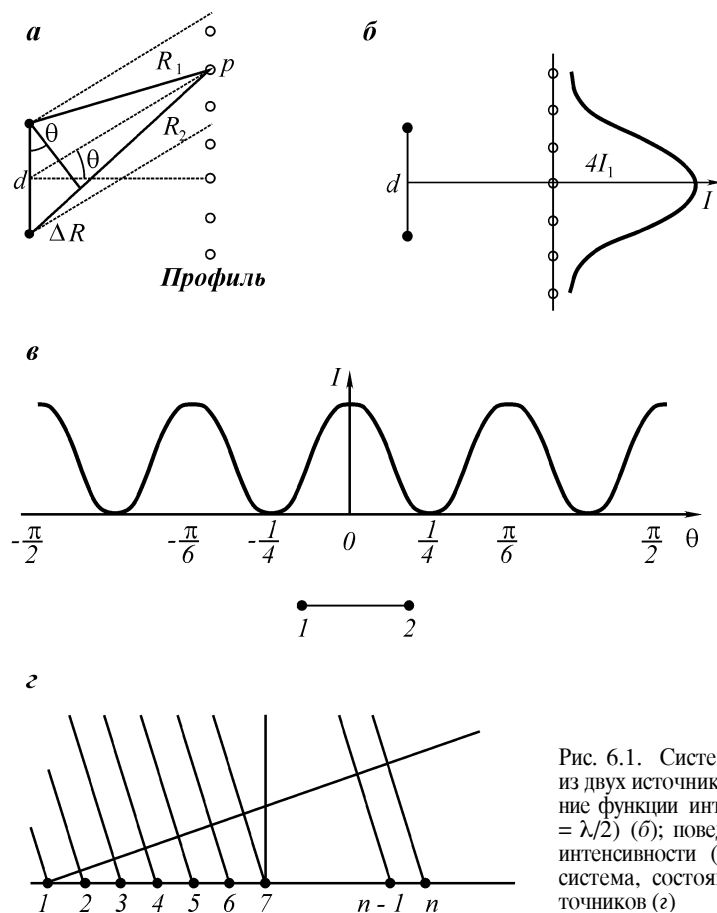 а
б
R1
p
θ
R2
θ
d
ΔR
Профиль
4I1
d
I
в
I
-π/2
-π/6
-1/4
0
1/4
π/6
π/2
θ
1
2
г
1 2 3 4 5 6 7 n - 1 n
Рис. 6.1. Систе
из двух источник
ние функции инт
= λ/2) (б); повед
интенсивности (
система, состоя
точников (г)